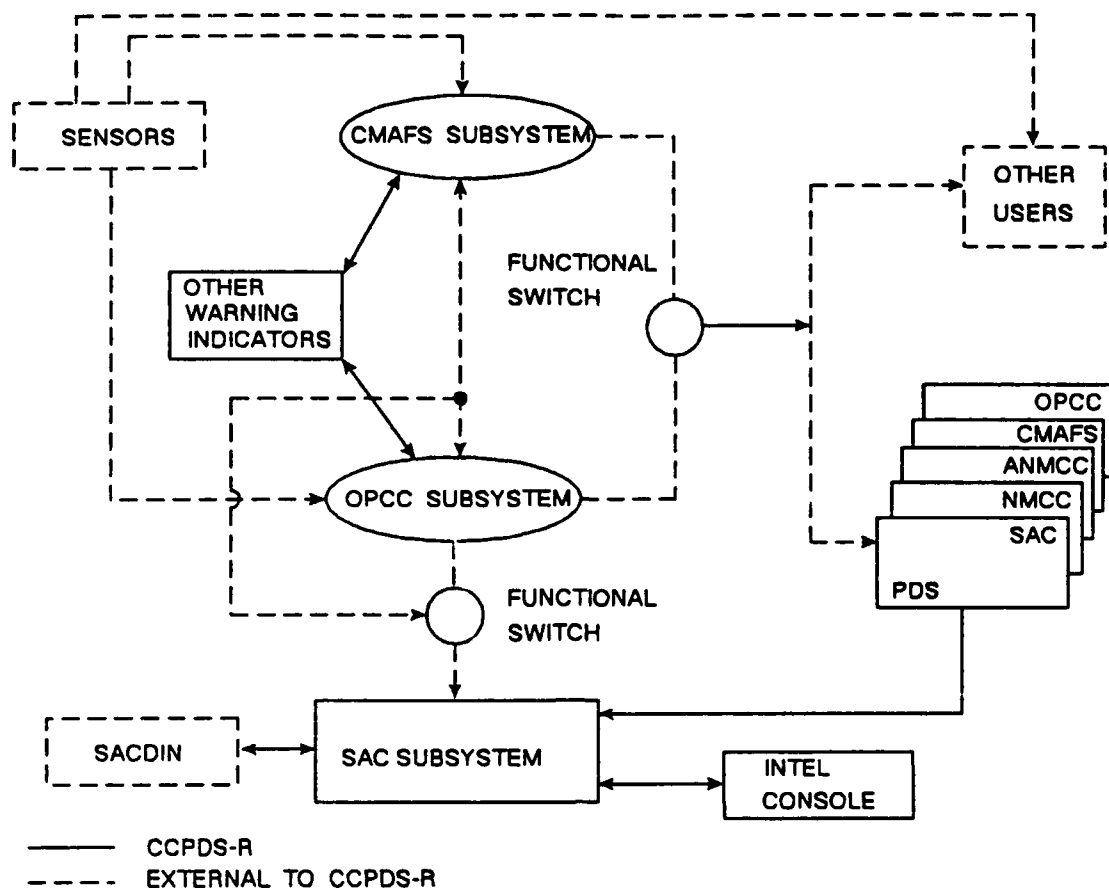 SENSORS
CMAFS SUBSYSTEM
OTHER
USERS
OTHER
WARNING
INDICATORS
FUNCTIONAL
SWITCH
OPCC
CMAFS
ANMCC
NMCC
SAC
PDS
OPCC SUBSYSTEM
FUNCTIONAL
SWITCH
SACDIN
SAC SUBSYSTEM
INTEL
CONSOLE
CCPDS-R
EXTERNAL TO CCPDS-R